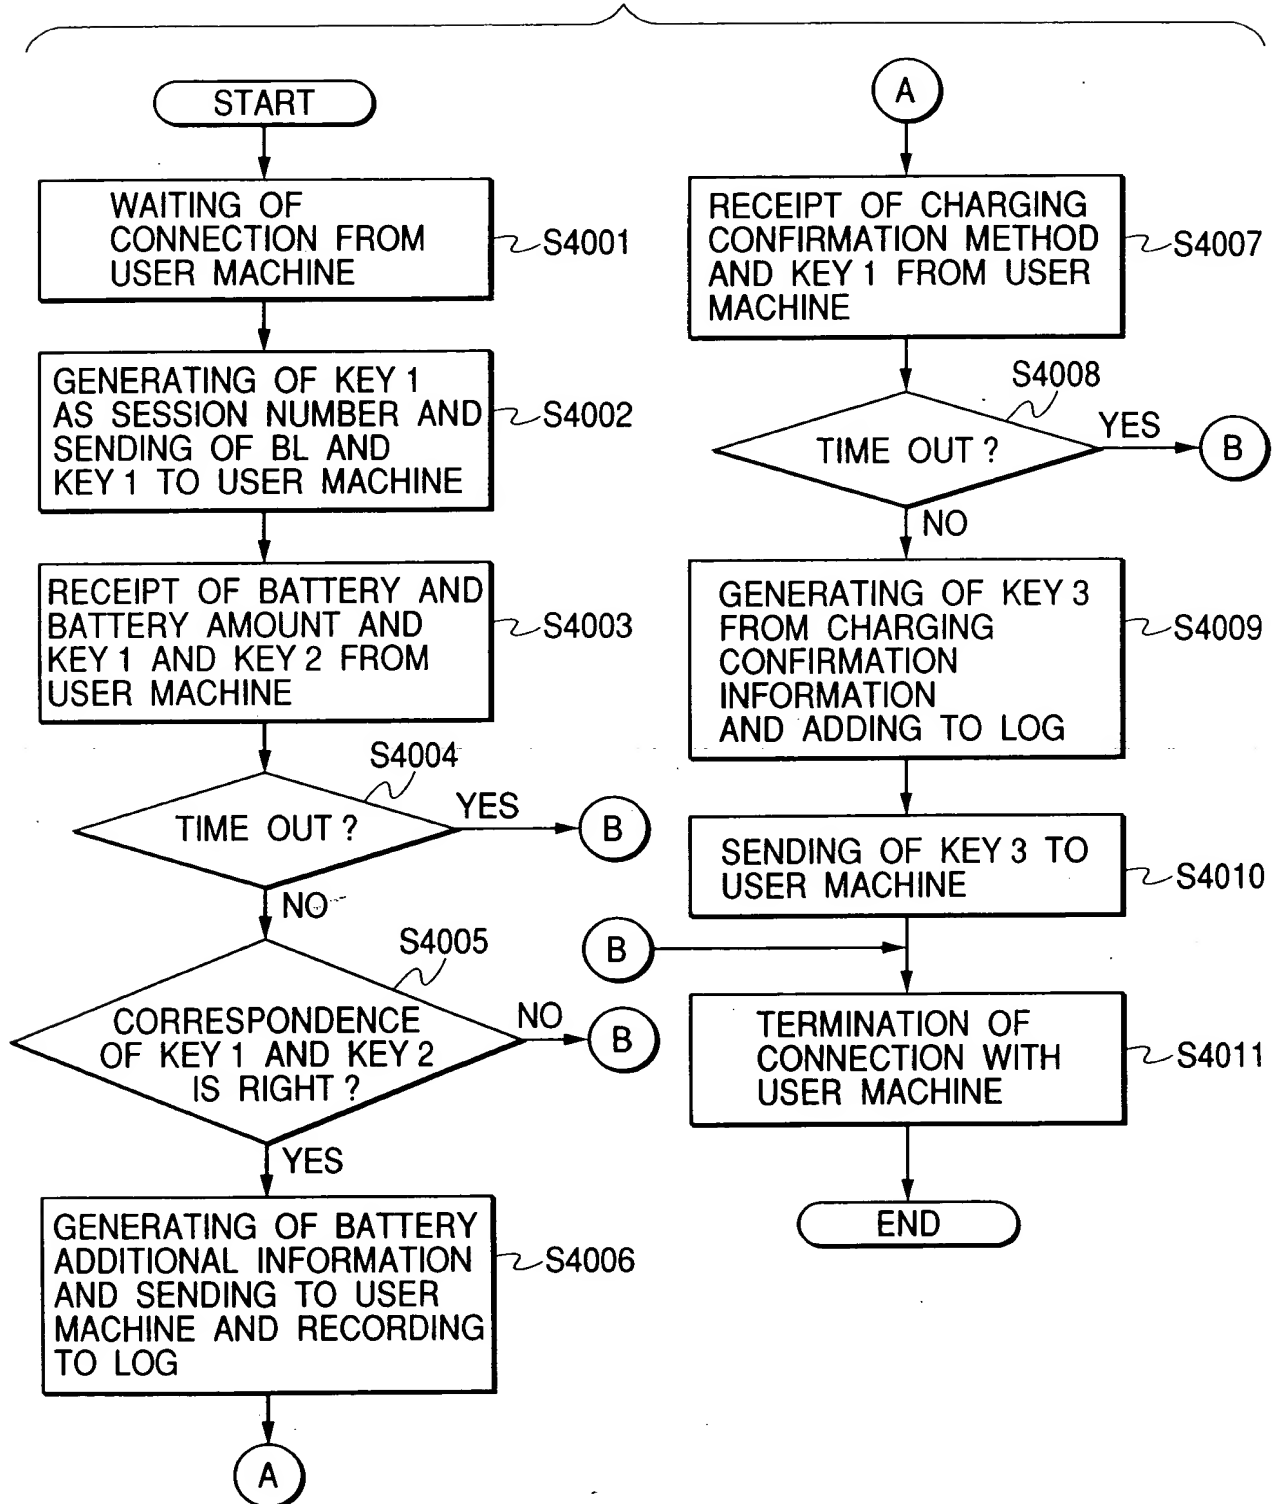 START
WAITING OF
CONNECTION FROM
USER MACHINE
S4001
GENERATING OF KEY 1
AS SESSION NUMBER AND
SENDING OF BL AND
KEY 1 TO USER MACHINE
S4002
RECEIPT OF BATTERY AND
BATTERY AMOUNT AND
KEY 1 AND KEY 2 FROM
USER MACHINE
S4003
S4004
TIME OUT ?
YES
B
NO
S4005
CORRESPONDENCE
OF KEY 1 AND KEY 2
IS RIGHT ?
NO
B
YES
GENERATING OF BATTERY
ADDITIONAL INFORMATION
AND SENDING TO USER
MACHINE AND RECORDING
TO LOG
S4006
A
A
RECEIPT OF CHARGING
CONFIRMATION METHOD
AND KEY 1 FROM USER
MACHINE
S4007
S4008
TIME OUT ?
YES
B
NO
GENERATING OF KEY 3
FROM CHARGING
CONFIRMATION
INFORMATION
AND ADDING TO LOG
S4009
SENDING OF KEY 3 TO
USER MACHINE
S4010
B
TERMINATION OF
CONNECTION WITH
USER MACHINE
S4011
END